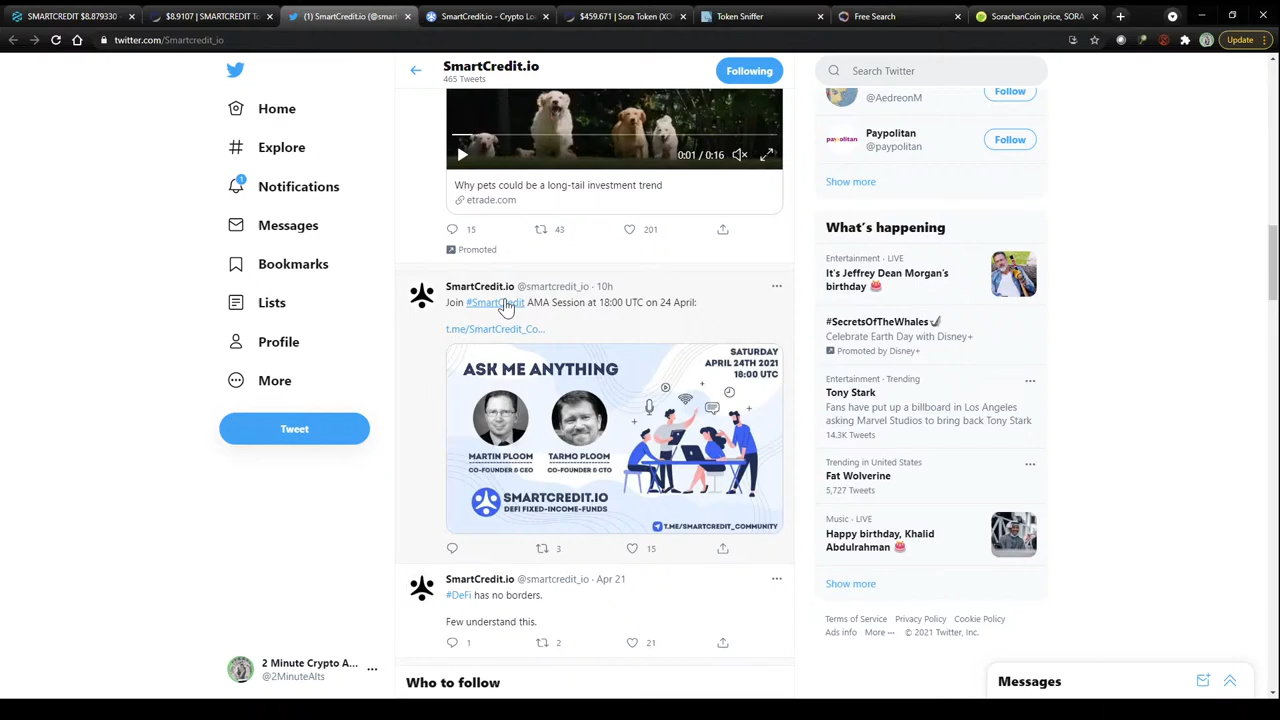 SMARTCREDIT $8.879330
$8.9107 | SMARTCREDIT To
(1) SmartCredit.io (@smart
SmartCredit.io - Crypto Lo
$459.671 | Sora Token (XO
Token Sniffer
Free Search
SorachanCoin price, SORA
twitter.com/Smartcredit_io
Update
Home
Explore
1
Notifications
Messages
Bookmarks
Lists
Profile
More
Tweet
2 Minute Crypto A...
@2MinuteAlts
SmartCredit.io
465 Tweets
Following
0:01 / 0:16
Why pets could be a long-tail investment trend
etrade.com
15 43 201
Promoted
SmartCredit.io @smartcredit_io · 10h
Join #SmartCredit AMA Session at 18:00 UTC on 24 April:
t.me/SmartCredit_Co...
ASK ME ANYTHING
SATURDAY
APRIL 24TH 2021
18:00 UTC
MARTIN PLOOM
CO-FOUNDER & CEO
TARMO PLOOM
CO-FOUNDER & CTO
SMARTCREDIT.IO
DEFI FIXED-INCOME-FUNDS
T.ME/SMARTCREDIT_COMMUNITY
3 15
SmartCredit.io @smartcredit_io · Apr 21
#DeFi has no borders.
Few understand this.
1 2 21
Who to follow
Search Twitter
@AedreonM
Follow
paypolitan
Paypolitan
@paypolitan
Follow
Show more
What's happening
Entertainment · LIVE
It's Jeffrey Dean Morgan's
birthday
#SecretsOfTheWhales
Celebrate Earth Day with Disney+
Promoted by Disney+
Entertainment · Trending
Tony Stark
Fans have put up a billboard in Los Angeles
asking Marvel Studios to bring back Tony Stark
14.3K Tweets
Trending in United States
Fat Wolverine
5,727 Tweets
Music · LIVE
Happy birthday, Khalid
Abdulrahman
Show more
Terms of Service Privacy Policy Cookie Policy
Ads info More ··· © 2021 Twitter, Inc.
Messages